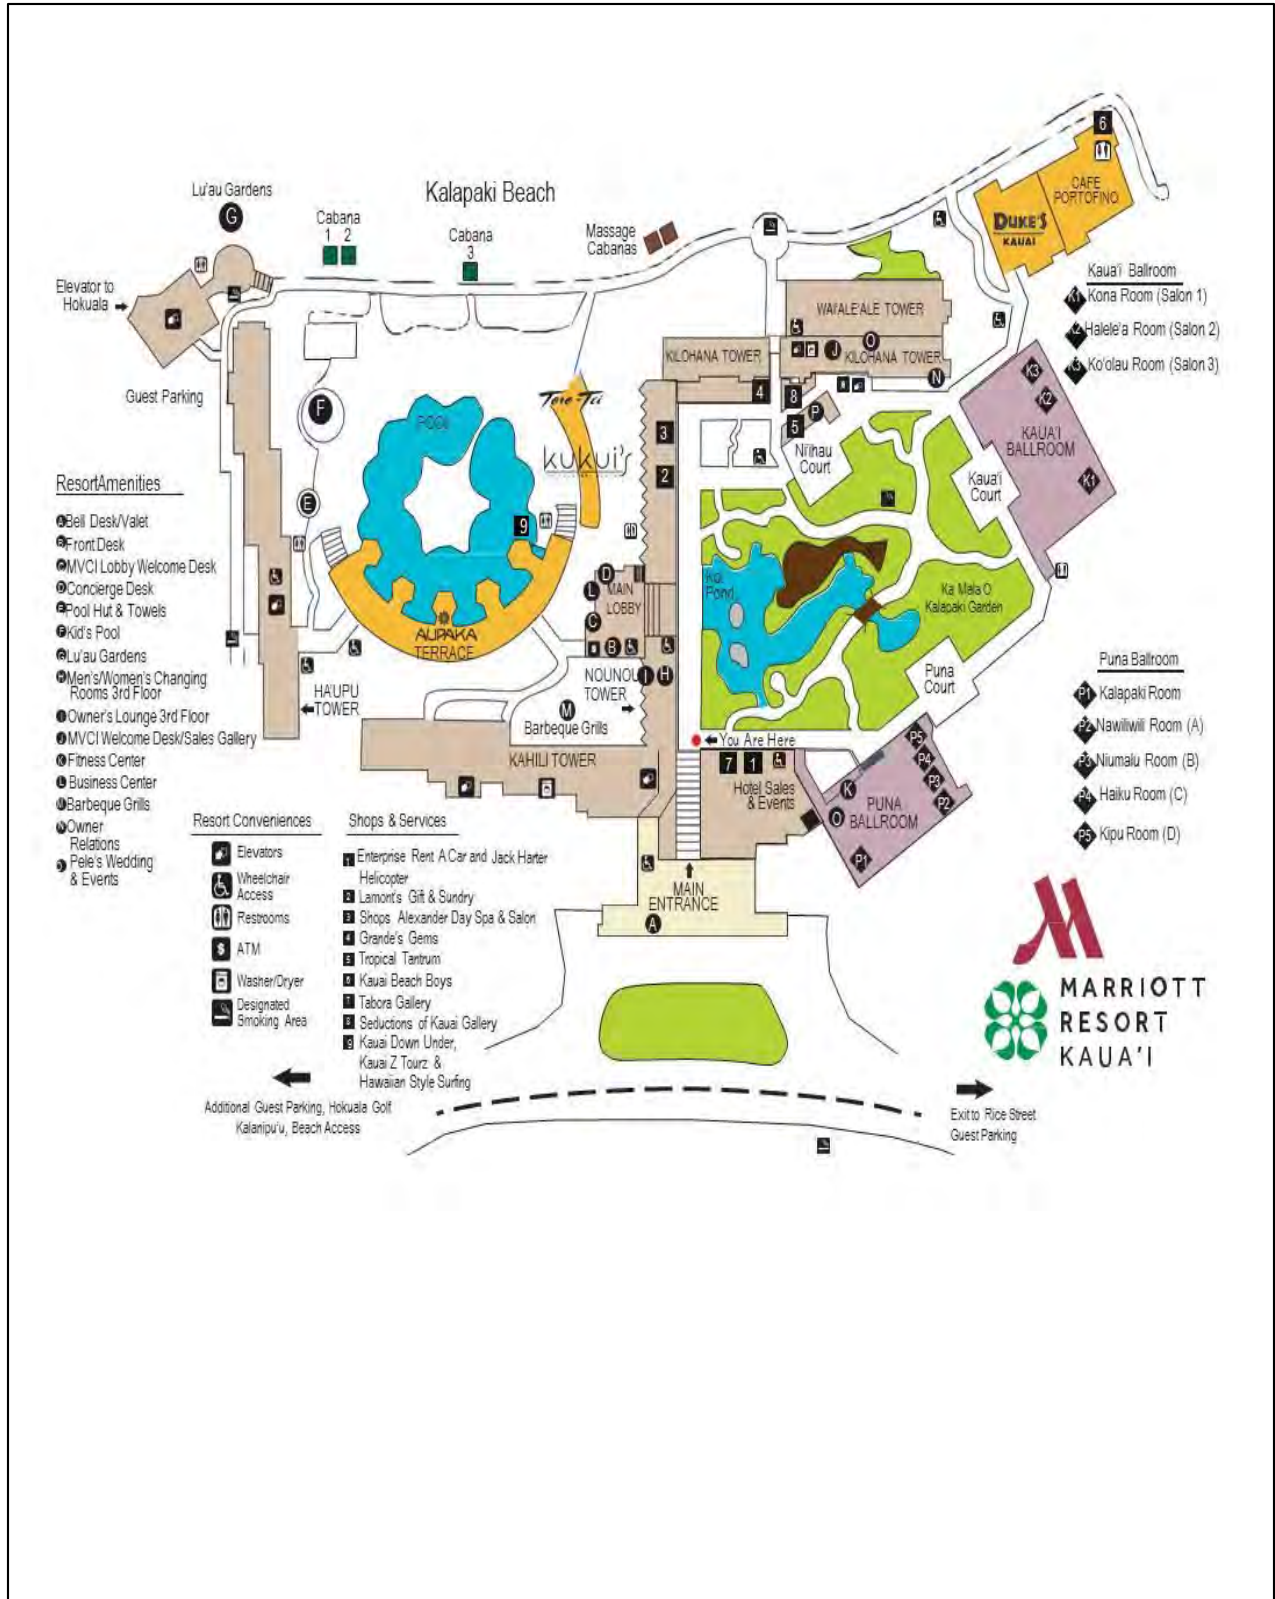 Kalapaki Beach
Lu'au Gardens
G
Cabana
1 2
Cabana
3
Massage
Cabanas
6
CAFE
PORTOFINO
DUKE'S
KAUAI
Elevator to
Hokuala
Guest Parking
Kaua'i Ballroom
K1 Kona Room (Salon 1)
K2 Halele'a Room (Salon 2)
K3 Ko'olau Room (Salon 3)
WAI'ALE'ALE TOWER
KILOHANA TOWER
J
O
KILOHANA TOWER
N
4
8
P
5
Ni'ihau
Court
K3
K2
KAUA'I
BALLROOM
K1
Kaua'i
Court
F
POOL
kukui's
3
2
E
9
AUPAKA
TERRACE
D
L
MAIN
LOBBY
C
B
Koi
Pond
Ka Mala O
Kalapaki Garden
Puna
Court
HA'UPU
TOWER
NOUNOU
TOWER
I
H
M
Barbeque Grills
KAHILI TOWER
You Are Here
7
1
Hotel Sales
& Events
P5
P4
P3
P2
K
O
PUNA
BALLROOM
P1
MAIN
ENTRANCE
A
Resort Amenities
A Bell Desk/Valet
B Front Desk
C MVCI Lobby Welcome Desk
D Concierge Desk
E Pool Hut & Towels
F Kid's Pool
G Lu'au Gardens
H Men's/Women's Changing
Rooms 3rd Floor
I Owner's Lounge 3rd Floor
J MVCI Welcome Desk/Sales Gallery
K Fitness Center
L Business Center
M Barbeque Grills
N Owner
Relations
Pele's Wedding
& Events
Resort Conveniences
Elevators
Wheelchair
Access
Restrooms
$ ATM
Washer/Dryer
Designated
Smoking Area
Shops & Services
1 Enterprise Rent A Car and Jack Harter
Helicopter
2 Lamont's Gift & Sundry
3 Shops Alexander Day Spa & Salon
4 Grande's Gems
5 Tropical Tantrum
6 Kauai Beach Boys
7 Tabora Gallery
8 Seductions of Kauai Gallery
9 Kauai Down Under,
Kauai Z Tourz &
Hawaiian Style Surfing
Puna Ballroom
P1 Kalapaki Room
P2 Nawiliwili Room (A)
P3 Niumalu Room (B)
P4 Haiku Room (C)
P5 Kipu Room (D)
MARRIOTT
RESORT
KAUA'I
Additional Guest Parking, Hokuala Golf
Kalanipu'u, Beach Access
Exit to Rice Street
Guest Parking